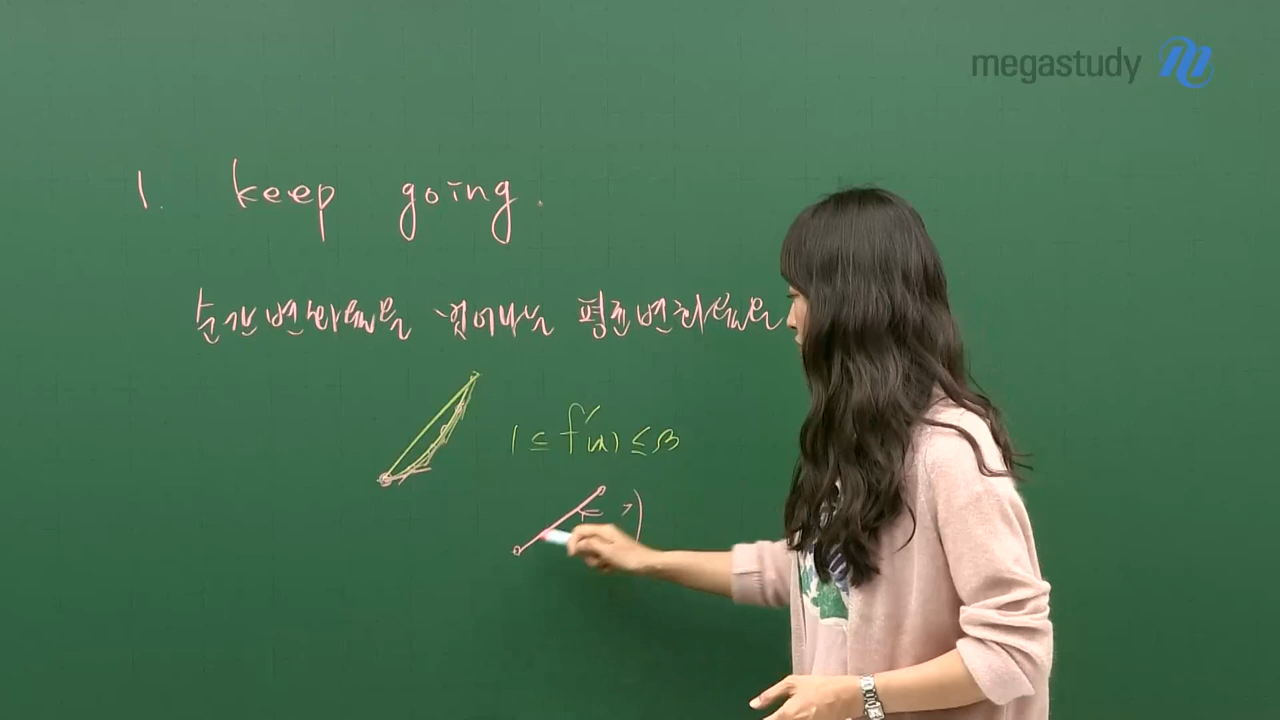 megastudy
1. keep going.
순간변화율을 벗어나는 평균변화율은
1 ≤ f'(x) ≤ 3